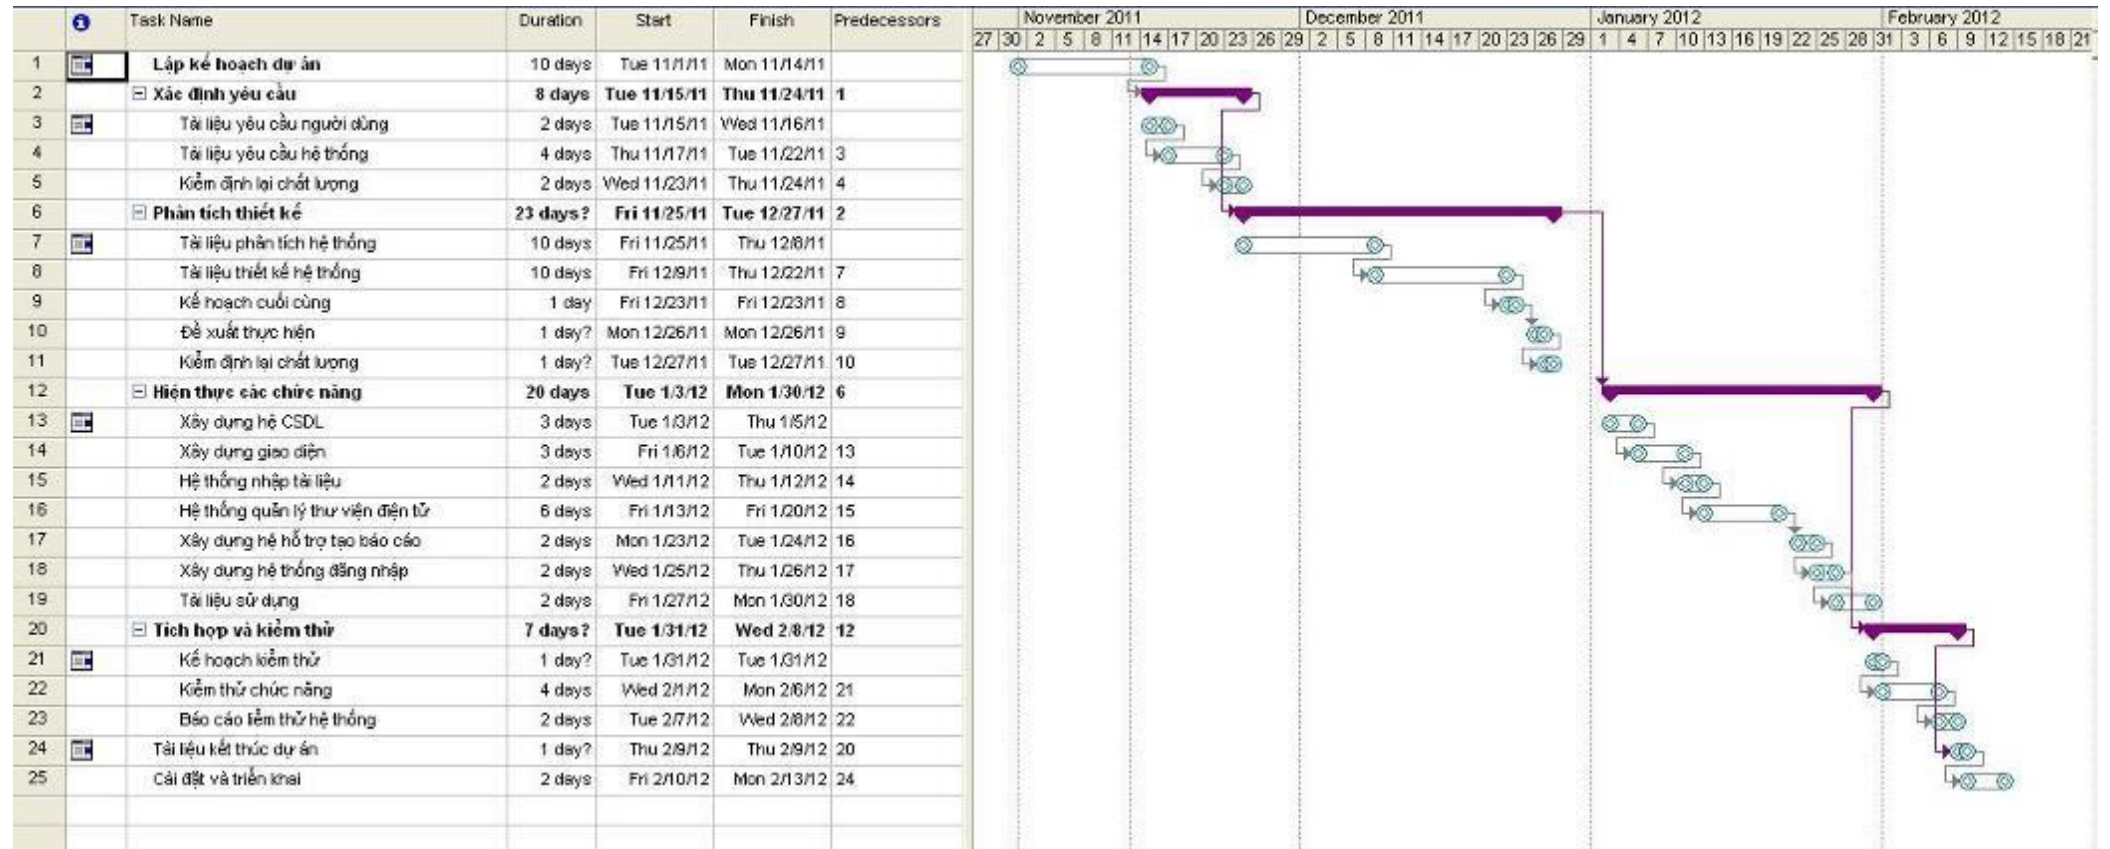 Task Name Duration Start Finish Predecessors
November 2011 December 2011 January 2012 February 2012
27 30 2 5 8 11 14 17 20 23 26 29 2 5 8 11 14 17 20 23 26 29 1 4 7 10 13 16 19 22 25 28 31 3 6 9 12 15 18 21
1 Lập kế hoạch dự án 10 days Tue 11/1/11 Mon 11/14/11
2 Xác định yêu cầu 8 days Tue 11/15/11 Thu 11/24/11 1
3 Tài liệu yêu cầu người dùng 2 days Tue 11/15/11 Wed 11/16/11
4 Tài liệu yêu cầu hệ thống 4 days Thu 11/17/11 Tue 11/22/11 3
5 Kiểm định lại chất lượng 2 days Wed 11/23/11 Thu 11/24/11 4
6 Phân tích thiết kế 23 days? Fri 11/25/11 Tue 12/27/11 2
7 Tài liệu phân tích hệ thống 10 days Fri 11/25/11 Thu 12/8/11
8 Tài liệu thiết kế hệ thống 10 days Fri 12/9/11 Thu 12/22/11 7
9 Kế hoạch cuối cùng 1 day Fri 12/23/11 Fri 12/23/11 8
10 Đề xuất thực hiện 1 day? Mon 12/26/11 Mon 12/26/11 9
11 Kiểm định lại chất lượng 1 day? Tue 12/27/11 Tue 12/27/11 10
12 Hiện thực các chức năng 20 days Tue 1/3/12 Mon 1/30/12 6
13 Xây dựng hệ CSDL 3 days Tue 1/3/12 Thu 1/5/12
14 Xây dựng giao diện 3 days Fri 1/6/12 Tue 1/10/12 13
15 Hệ thống nhập tài liệu 2 days Wed 1/11/12 Thu 1/12/12 14
16 Hệ thống quản lý thư viện điện tử 6 days Fri 1/13/12 Fri 1/20/12 15
17 Xây dựng hệ hỗ trợ tạo báo cáo 2 days Mon 1/23/12 Tue 1/24/12 16
18 Xây dựng hệ thống đăng nhập 2 days Wed 1/25/12 Thu 1/26/12 17
19 Tài liệu sử dụng 2 days Fri 1/27/12 Mon 1/30/12 18
20 Tích hợp và kiểm thử 7 days? Tue 1/31/12 Wed 2/8/12 12
21 Kế hoạch kiểm thử 1 day? Tue 1/31/12 Tue 1/31/12
22 Kiểm thử chức năng 4 days Wed 2/1/12 Mon 2/6/12 21
23 Báo cáo liểm thử hệ thống 2 days Tue 2/7/12 Wed 2/8/12 22
24 Tài liệu kết thúc dự án 1 day? Thu 2/9/12 Thu 2/9/12 20
25 Cài đặt và triển khai 2 days Fri 2/10/12 Mon 2/13/12 24